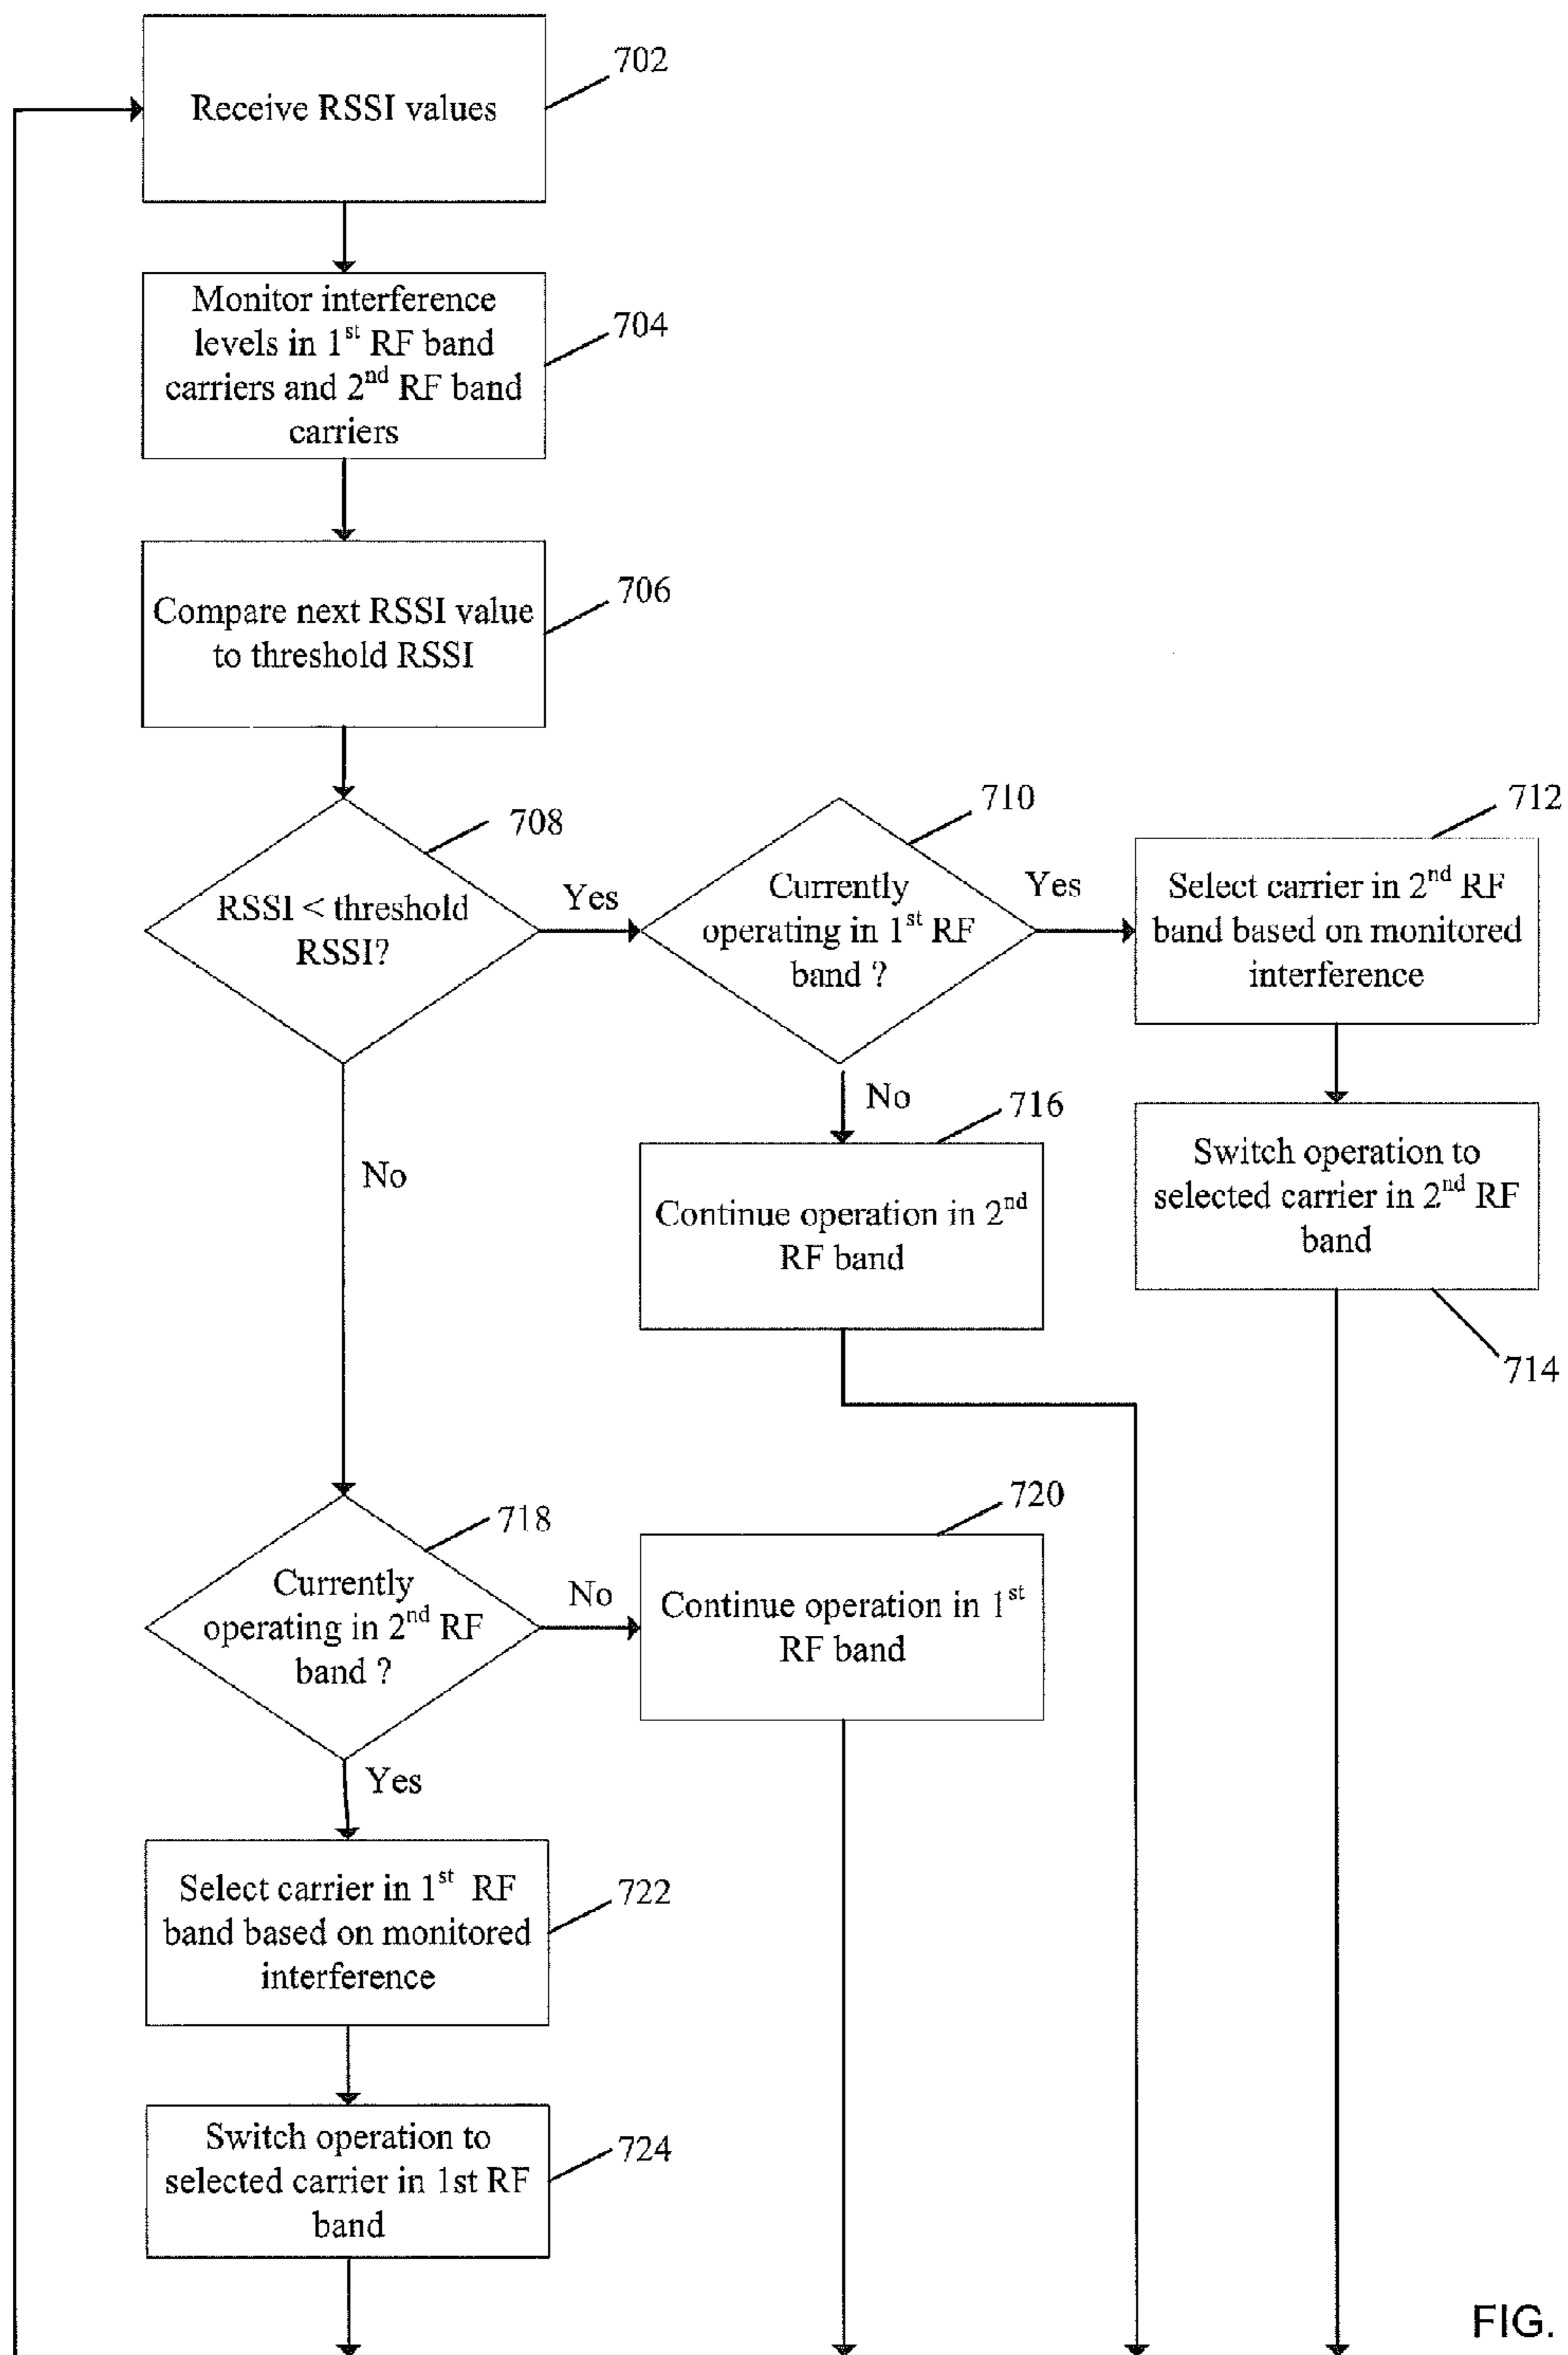 702
Receive RSSI values
Monitor interference
levels in 1st RF band
carriers and 2nd RF band
carriers
704
Compare next RSSI value
to threshold RSSI
706
708
RSSI < threshold
RSSI?
Yes
710
Currently
operating in 1st RF
band ?
Yes
712
Select carrier in 2nd RF
band based on monitored
interference
No
No
716
Continue operation in 2nd
RF band
Switch operation to
selected carrier in 2nd RF
band
714
718
Currently
operating in 2nd RF
band ?
No
720
Continue operation in 1st
RF band
Yes
Select carrier in 1st RF
band based on monitored
interference
722
Switch operation to
selected carrier in 1st RF
band
724
FIG.